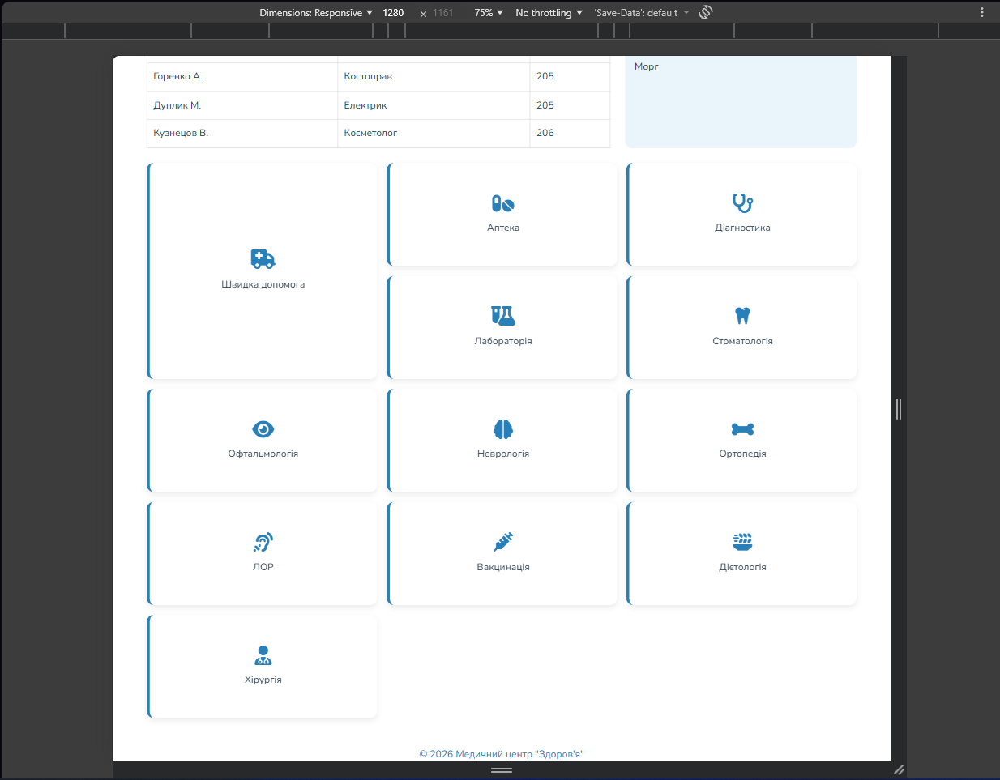 Dimensions: Responsive 1280 × 1161 75% No throttling 'Save-Data': default
Морг
Горенко А. Костоправ 205
Дуплик М. Електрик 205
Кузнецов В. Косметолог 206
Швидка допомога
Аптека
Діагностика
Лабораторія
Стоматологія
Офтальмологія
Неврологія
Ортопедія
ЛОР
Вакцинація
Дієтологія
Хірургія
© 2026 Медичний центр "Здоров'я"